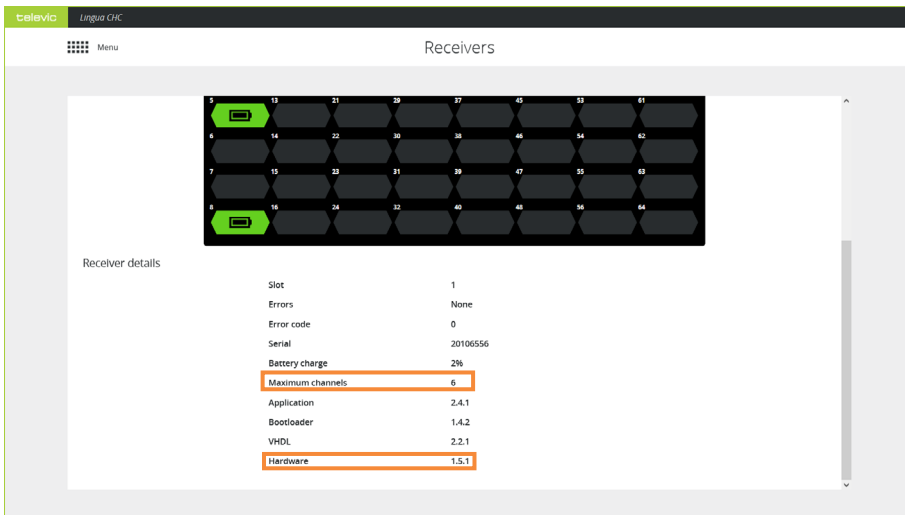 televic Lingua CHC
Menu Receivers
5 13 21 29 37 45 53 61
6 14 22 30 38 46 54 62
7 15 23 31 39 47 55 63
8 16 24 32 40 48 56 64
Receiver details
Slot 1
Errors None
Error code 0
Serial 20106556
Battery charge 2%
Maximum channels 6
Application 2.4.1
Bootloader 1.4.2
VHDL 2.2.1
Hardware 1.5.1